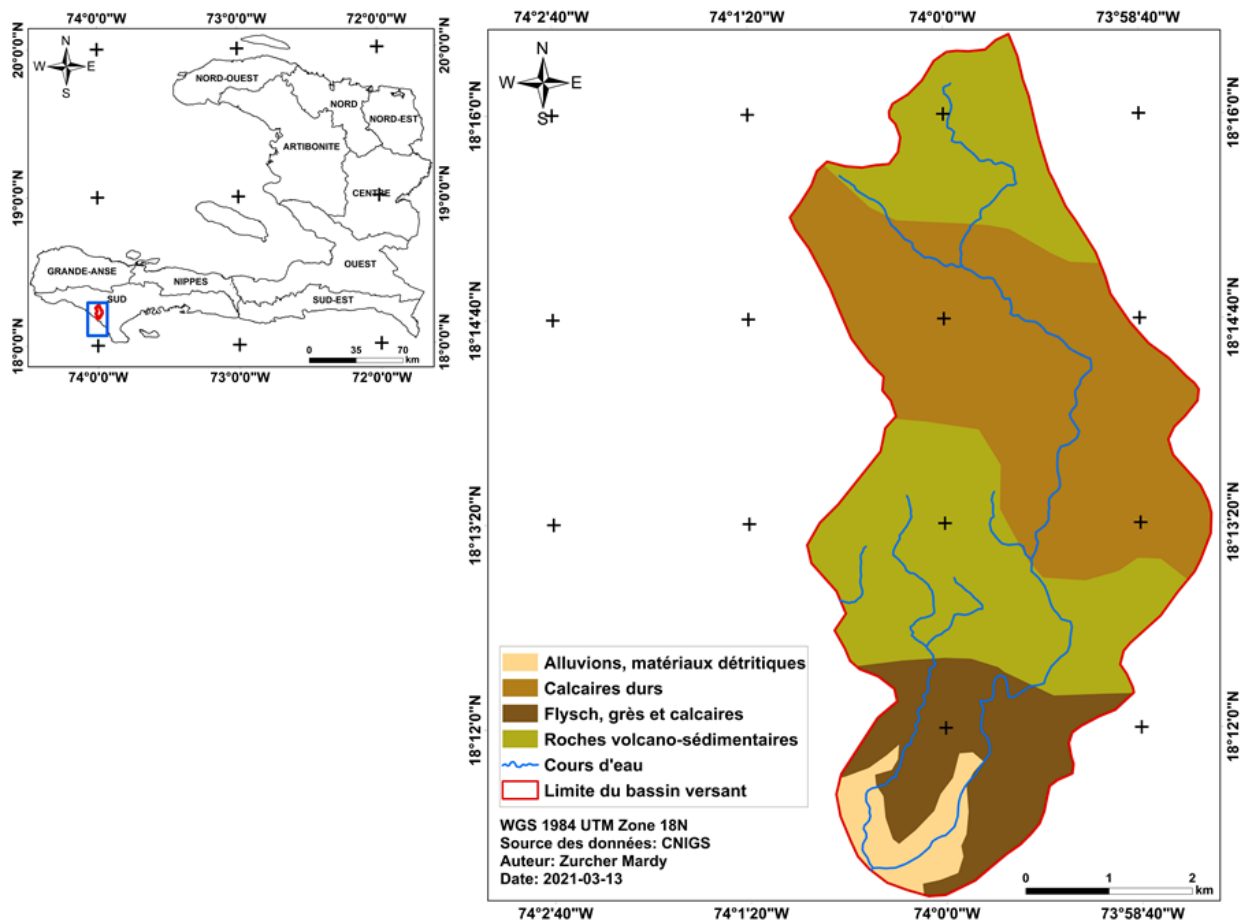 74°0'0"W 73°0'0"W 72°0'0"W
20°0'0"N
19°0'0"N
18°0'0"N
N
W E
S
NORD-OUEST
NORD
NORD-EST
ARTIBONITE
CENTRE
OUEST
GRANDE-ANSE
NIPPES
SUD
SUD-EST
0 35 70
km
20°0'0"N
19°0'0"N
18°0'0"N
74°0'0"W 73°0'0"W 72°0'0"W
74°2'40"W 74°1'20"W 74°0'0"W 73°58'40"W
N
W E
S
18°16'0"N
18°14'40"N
18°13'20"N
18°12'0"N
18°16'0"N
18°14'40"N
18°13'20"N
18°12'0"N
Alluvions, matériaux détritiques
Calcaires durs
Flysch, grès et calcaires
Roches volcano-sédimentaires
Cours d'eau
Limite du bassin versant
WGS 1984 UTM Zone 18N
Source des données: CNIGS
Auteur: Zurcher Mardy
Date: 2021-03-13
0 1 2
km
74°2'40"W 74°1'20"W 74°0'0"W 73°58'40"W